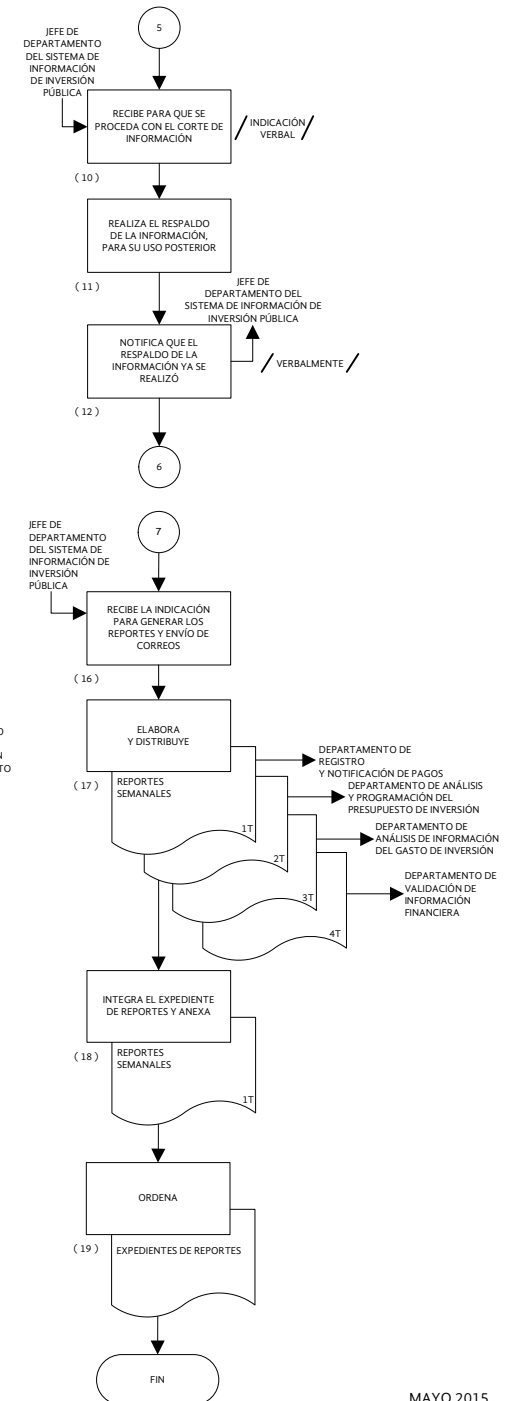 5
JEFE DE
DEPARTAMENTO
DEL SISTEMA DE
INFORMACIÓN
DE INVERSIÓN
PÚBLICA
RECIBE PARA QUE SE
PROCEDA CON EL CORTE DE
INFORMACIÓN
/ INDICACIÓN /
VERBAL
( 10 )
REALIZA EL RESPALDO
DE LA INFORMACIÓN,
PARA SU USO POSTERIOR
( 11 )
JEFE DE
DEPARTAMENTO DEL
SISTEMA DE INFORMACIÓN DE
INVERSIÓN PÚBLICA
NOTIFICA QUE EL
RESPALDO DE LA
INFORMACIÓN YA SE
REALIZÓ
/ VERBALMENTE /
( 12 )
6
7
JEFE DE
DEPARTAMENTO
DEL SISTEMA DE
INFORMACIÓN DE
INVERSIÓN
PÚBLICA
RECIBE LA INDICACIÓN
PARA GENERAR LOS
REPORTES Y ENVÍO DE
CORREOS
( 16 )
ELABORA
Y DISTRIBUYE
( 17 )
REPORTES
SEMANALES
1T
2T
3T
4T
DEPARTAMENTO DE
REGISTRO
Y NOTIFICACIÓN DE PAGOS
DEPARTAMENTO DE ANÁLISIS
Y PROGRAMACIÓN DEL
PRESUPUESTO DE INVERSIÓN
DEPARTAMENTO DE
ANÁLISIS DE INFORMACIÓN
DEL GASTO DE INVERSIÓN
DEPARTAMENTO DE
VALIDACIÓN DE
INFORMACIÓN
FINANCIERA
INTEGRA EL EXPEDIENTE
DE REPORTES Y ANEXA
( 18 )
REPORTES
SEMANALES
1T
ORDENA
( 19 )
EXPEDIENTES DE REPORTES
FIN
MAYO 2015